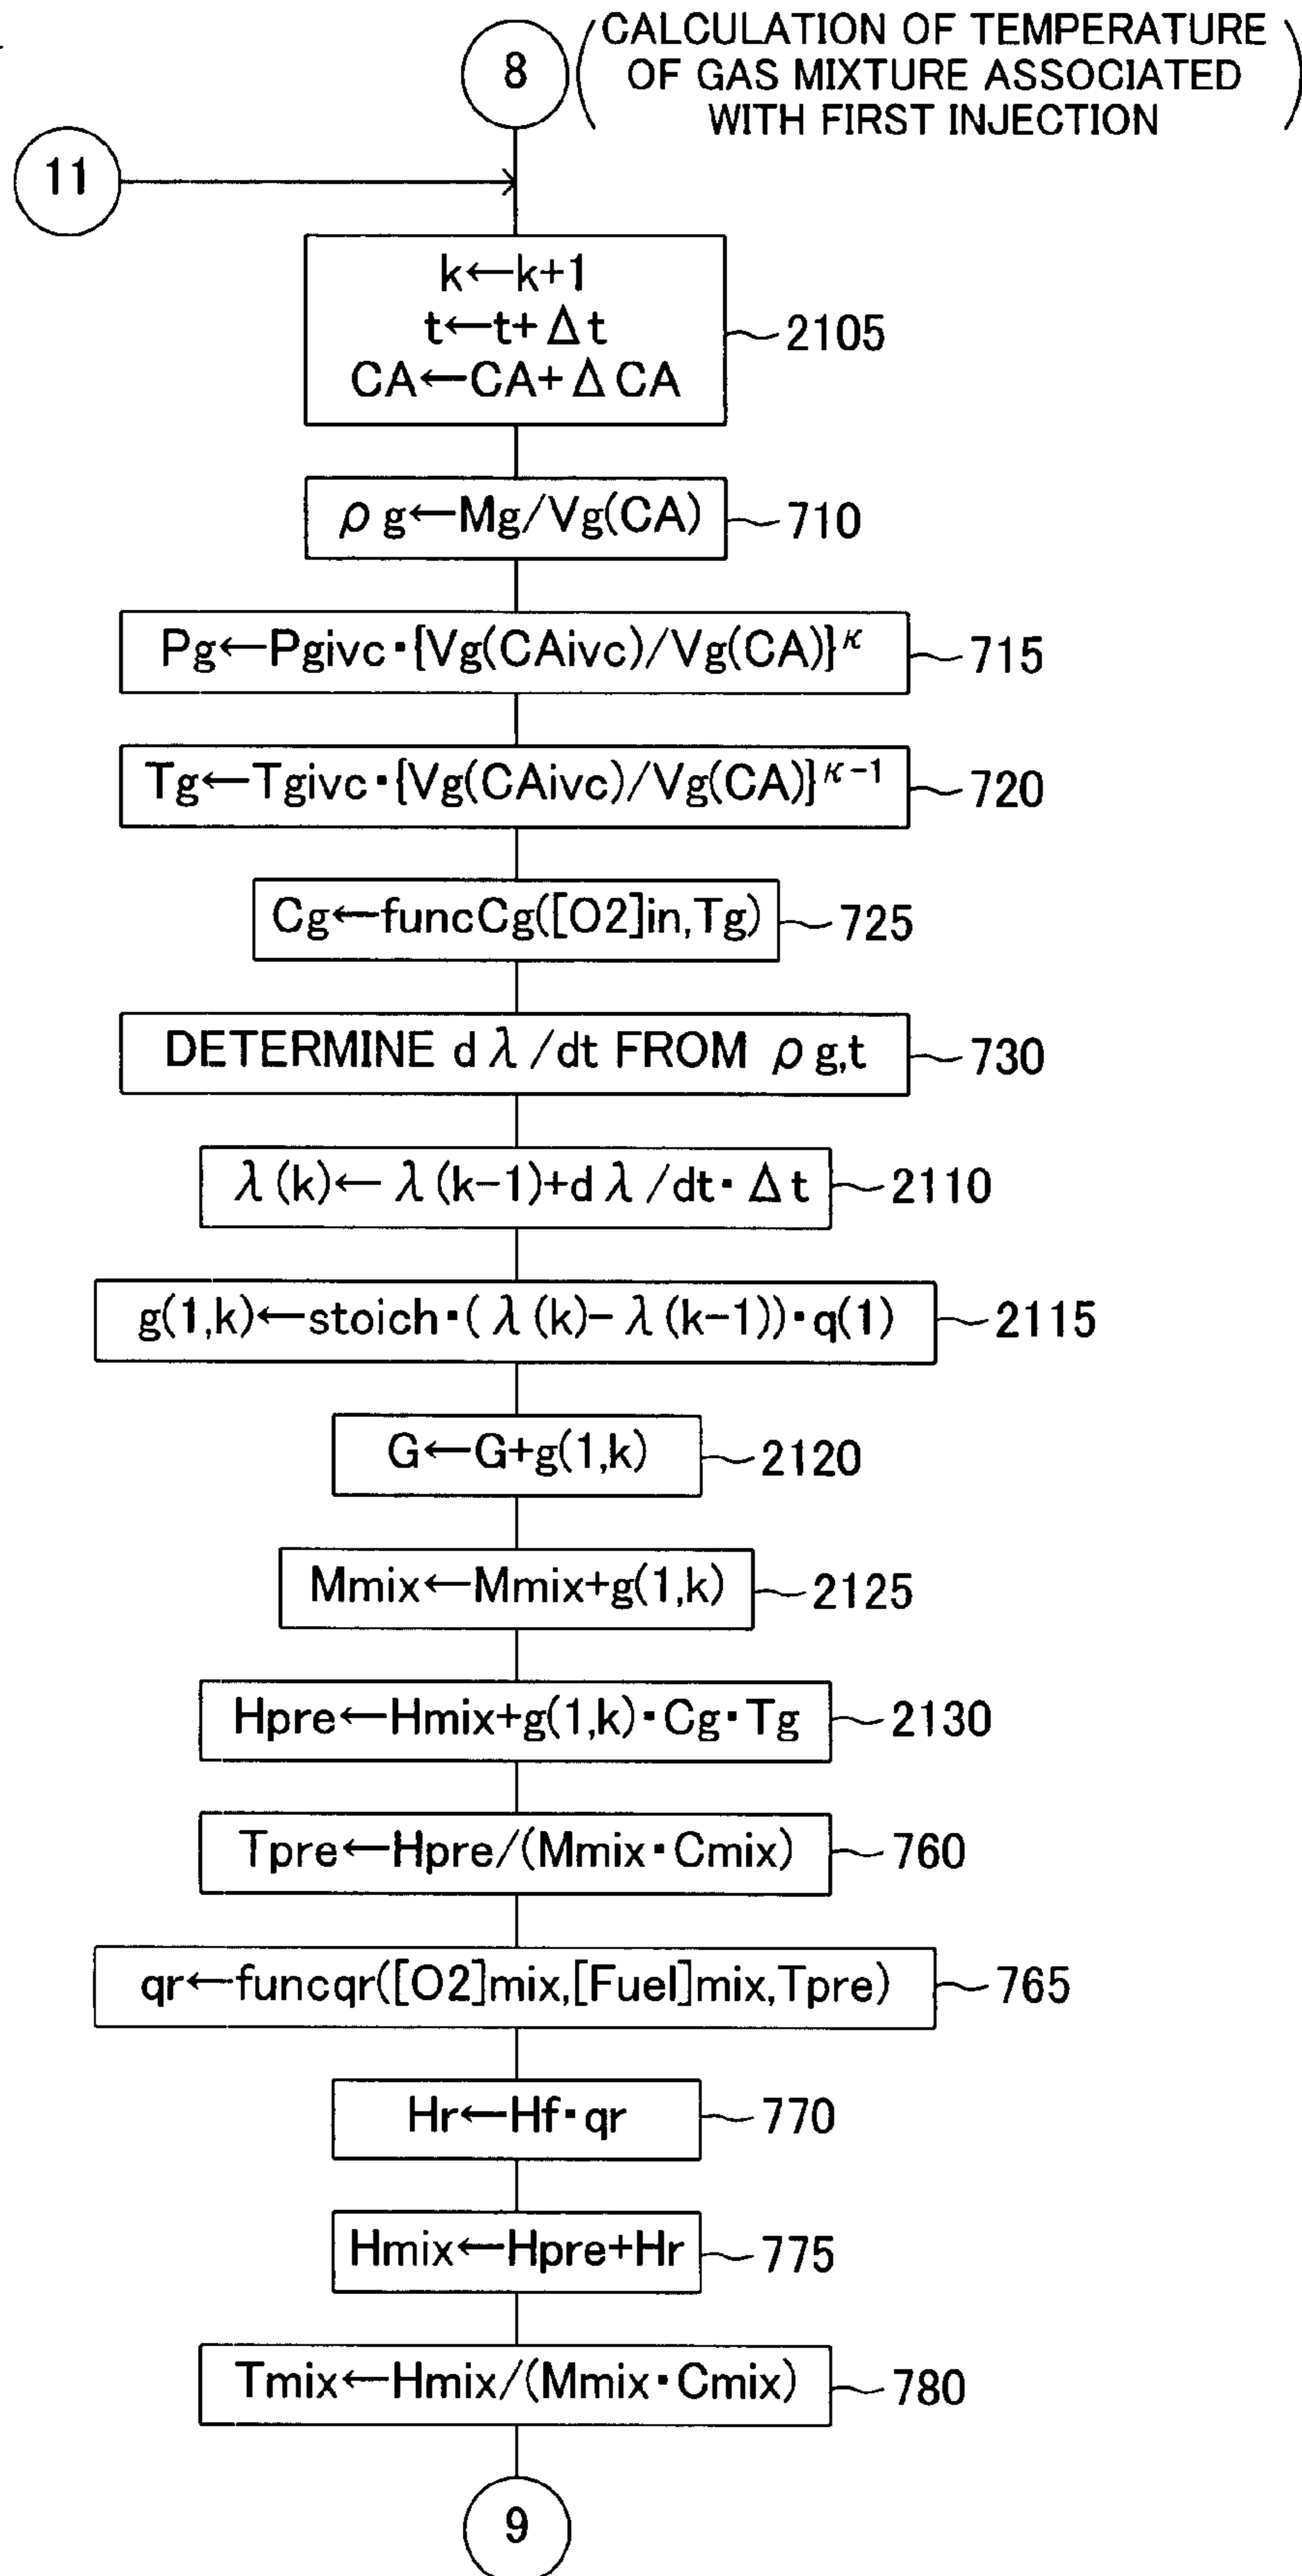 8
CALCULATION OF TEMPERATURE
OF GAS MIXTURE ASSOCIATED
WITH FIRST INJECTION
11
k←k+1
t←t+Δt
CA←CA+ΔCA
2105
ρg←Mg/Vg(CA)
710
Pg←Pgivc·{Vg(CAivc)/Vg(CA)}^κ
715
Tg←Tgivc·{Vg(CAivc)/Vg(CA)}^κ-1
720
Cg←funcCg([O2]in,Tg)
725
DETERMINE dλ/dt FROM ρg,t
730
λ(k)←λ(k-1)+dλ/dt·Δt
2110
g(1,k)←stoich·(λ(k)-λ(k-1))·q(1)
2115
G←G+g(1,k)
2120
Mmix←Mmix+g(1,k)
2125
Hpre←Hmix+g(1,k)·Cg·Tg
2130
Tpre←Hpre/(Mmix·Cmix)
760
qr←funcqr([O2]mix,[Fuel]mix,Tpre)
765
Hr←Hf·qr
770
Hmix←Hpre+Hr
775
Tmix←Hmix/(Mmix·Cmix)
780
9